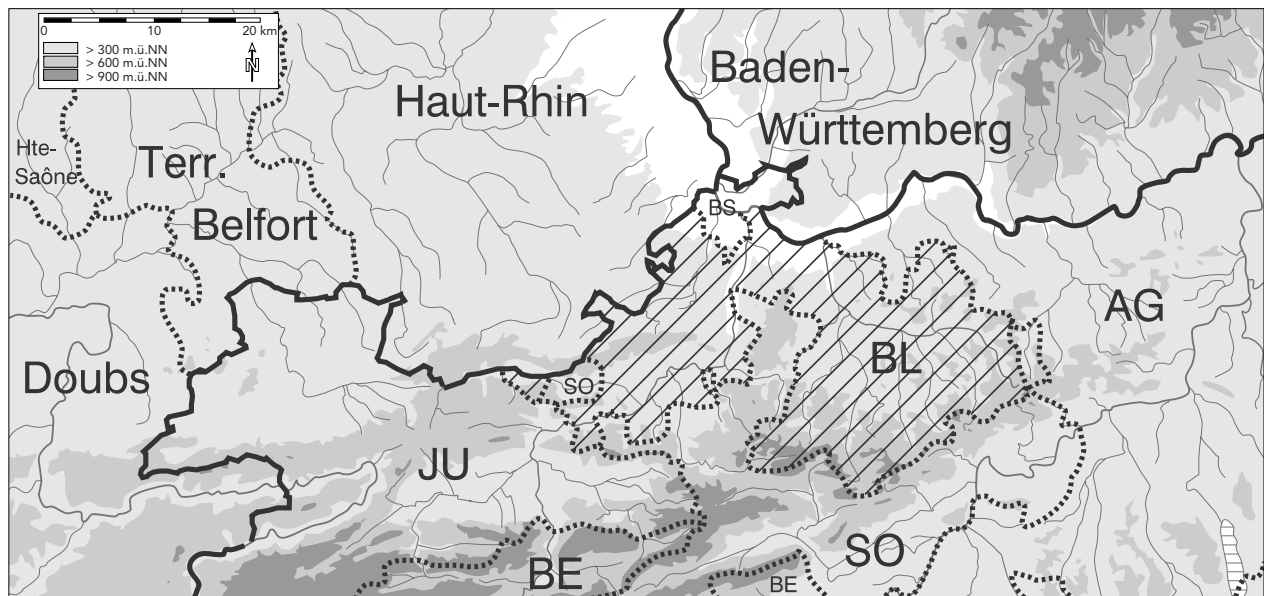 0
10
20 km
> 300 m.ü.NN
> 600 m.ü.NN
> 900 m.ü.NN
N
Haut-Rhin
Baden-
Württemberg
Hte-
Saône
Terr.
Belfort
BS
AG
Doubs
SO
BL
JU
BE
SO
BE